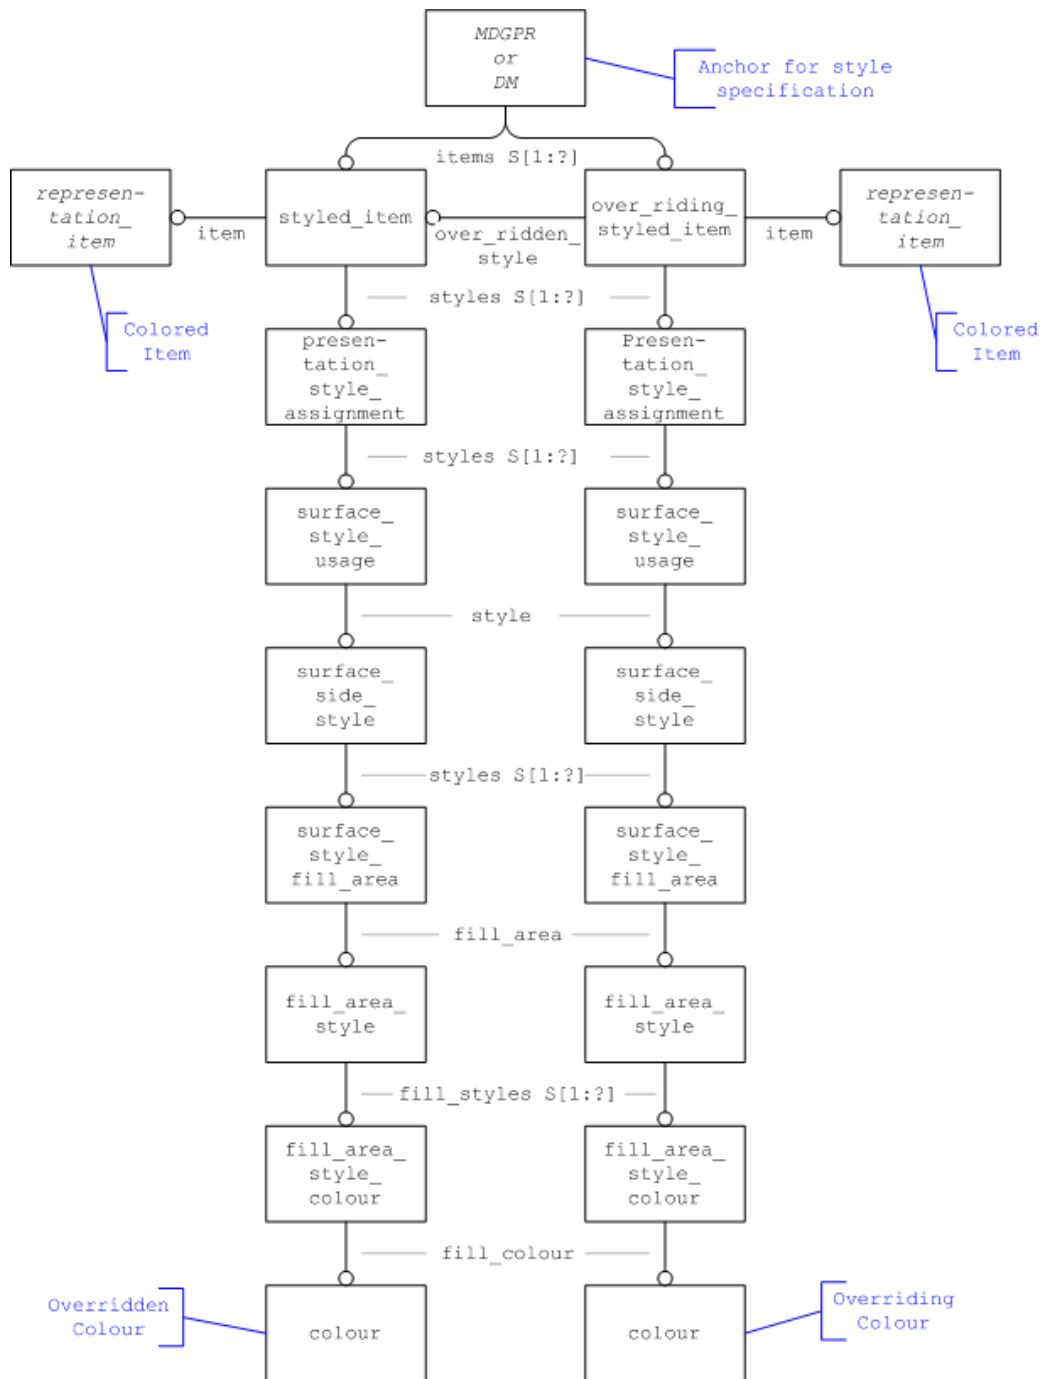 MDGPR
or
DM
Anchor for style
specification
items S[1:?]
represen-
tation_
item
item
styled_item
over_ridden_
style
over_riding_
styled_item
item
represen-
tation_
item
Colored
Item
styles S[1:?]
Colored
Item
presen-
tation_
style_
assignment
Presen-
tation_
style_
assignment
styles S[1:?]
surface_
style_
usage
surface_
style_
usage
style
surface_
side_
style
surface_
side_
style
styles S[1:?]
surface_
style_
fill_area
surface_
style_
fill_area
fill_area
fill_area_
style
fill_area_
style
fill_styles S[1:?]
fill_area_
style_
colour
fill_area_
style_
colour
fill_colour
Overridden
Colour
colour
colour
Overriding
Colour